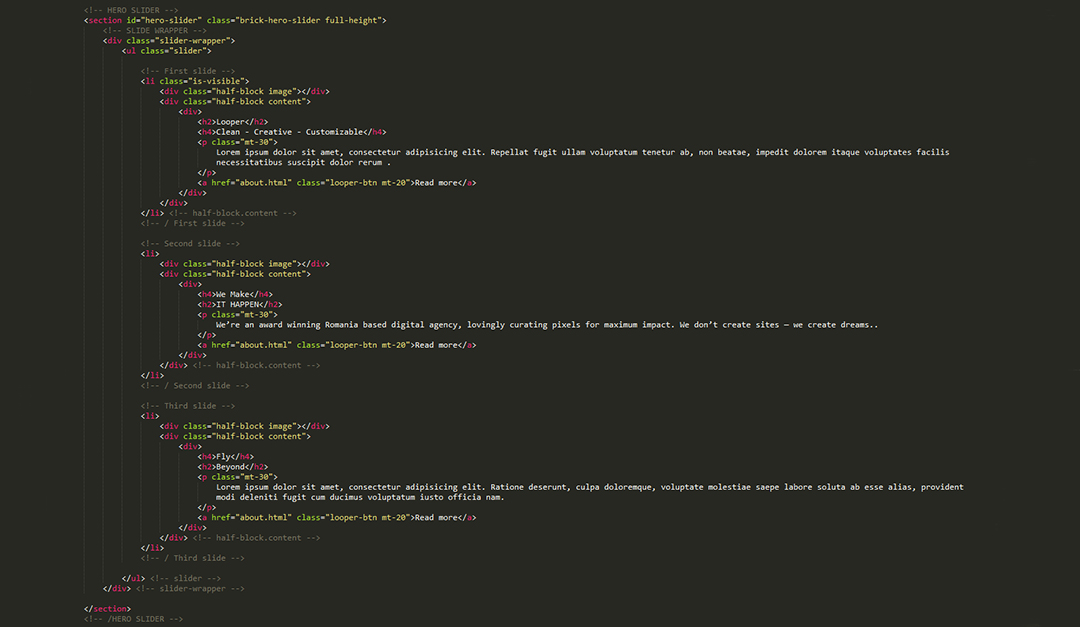 <!-- HERO SLIDER -->
<section id="hero-slider" class="brick-hero-slider full-height">
<!-- SLIDE WRAPPER -->
<div class="slider-wrapper">
<ul class="slider">
<!-- First slide -->
<li class="is-visible">
<div class="half-block image"></div>
<div class="half-block content">
<div>
<h2>Looper</h2>
<h4>Clean - Creative - Customizable</h4>
<p class="mt-30">
Lorem ipsum dolor sit amet, consectetur adipisicing elit. Repellat fugit ullam voluptatum tenetur ab, non beatae, impedit dolorem itaque voluptates facilis
necessitatibus suscipit dolor rerum .
</p>
<a href="about.html" class="looper-btn mt-20">Read more</a>
</div>
</div>
</li> <!-- half-block.content -->
<!-- / First slide -->
<!-- Second slide -->
<li>
<div class="half-block image"></div>
<div class="half-block content">
<div>
<h4>We Make</h4>
<h2>IT HAPPEN</h2>
<p class="mt-30">
We’re an award winning Romania based digital agency, lovingly curating pixels for maximum impact. We don’t create sites – we create dreams..
</p>
<a href="about.html" class="looper-btn mt-20">Read more</a>
</div>
</div> <!-- half-block.content -->
</li>
<!-- / Second slide -->
<!-- Third slide -->
<li>
<div class="half-block image"></div>
<div class="half-block content">
<div>
<h4>Fly</h4>
<h2>Beyond</h2>
<p class="mt-30">
Lorem ipsum dolor sit amet, consectetur adipisicing elit. Ratione deserunt, culpa doloremque, voluptate molestiae saepe labore soluta ab esse alias, provident
modi deleniti fugit cum ducimus voluptatum iusto officia nam.
</p>
<a href="about.html" class="looper-btn mt-20">Read more</a>
</div>
</div> <!-- half-block.content -->
</li>
<!-- / Third slide -->
</ul> <!-- slider -->
</div> <!-- slider-wrapper -->
</section>
<!-- /HERO SLIDER -->